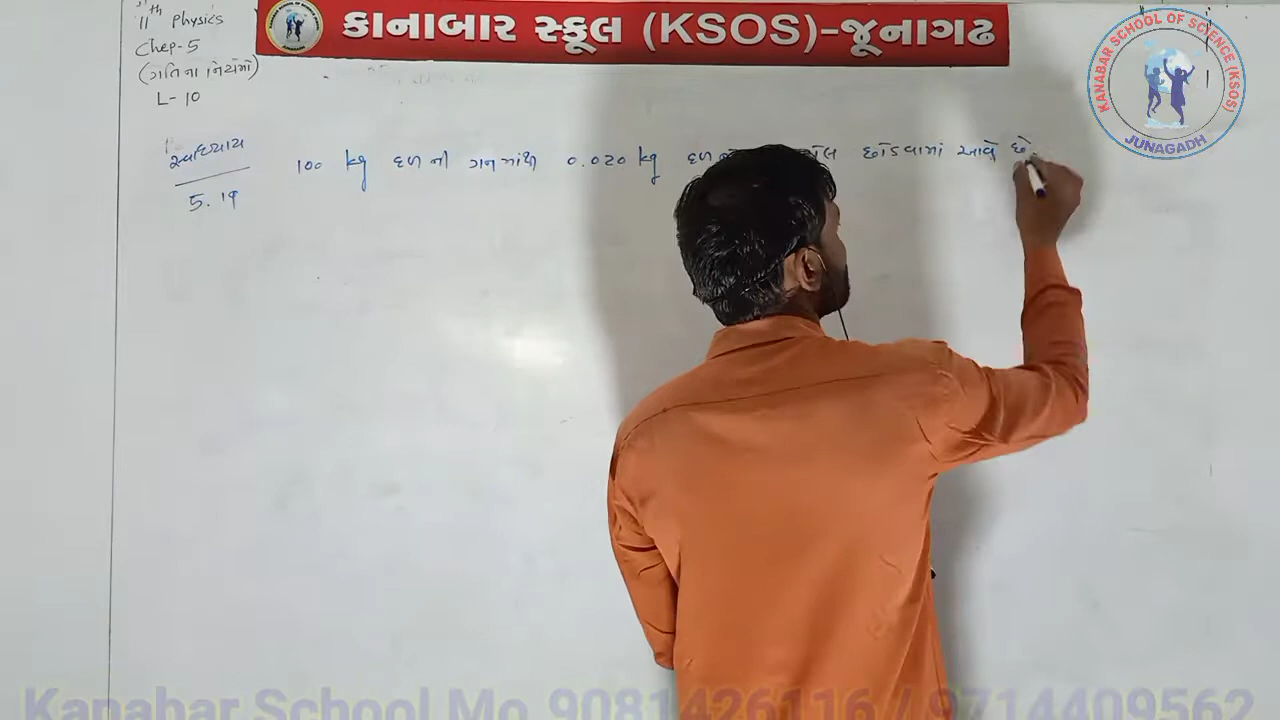 11th Physics
Chep-5
(ગતિના નિયમો)
L-10
કાનાબાર સ્કૂલ (KSOS)-જૂનાગઢ
KANABAR SCHOOL OF SCIENCE (KSOS)
JUNAGADH
સ્વાધ્યાય
5.19
100 kg દળ ની ગનમાંથી 0.020 kg દળ છોડવામાં આવે છે.
Kanabar School Mo 9081426116 / 9714409562